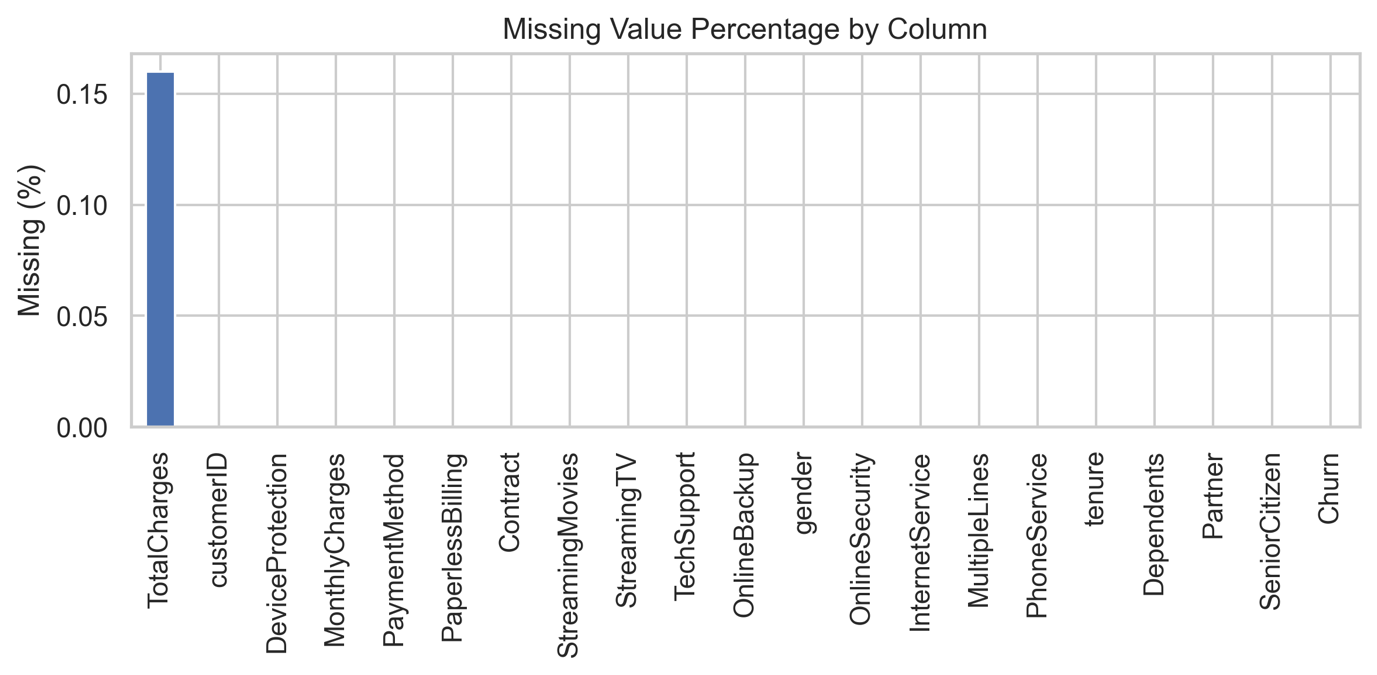 Missing Value Percentage by Column
Missing (%)
0.15
0.10
0.05
0.00
TotalCharges
customerID
DeviceProtection
MonthlyCharges
PaymentMethod
PaperlessBilling
Contract
StreamingMovies
StreamingTV
TechSupport
OnlineBackup
gender
OnlineSecurity
InternetService
MultipleLines
PhoneService
tenure
Dependents
Partner
SeniorCitizen
Churn